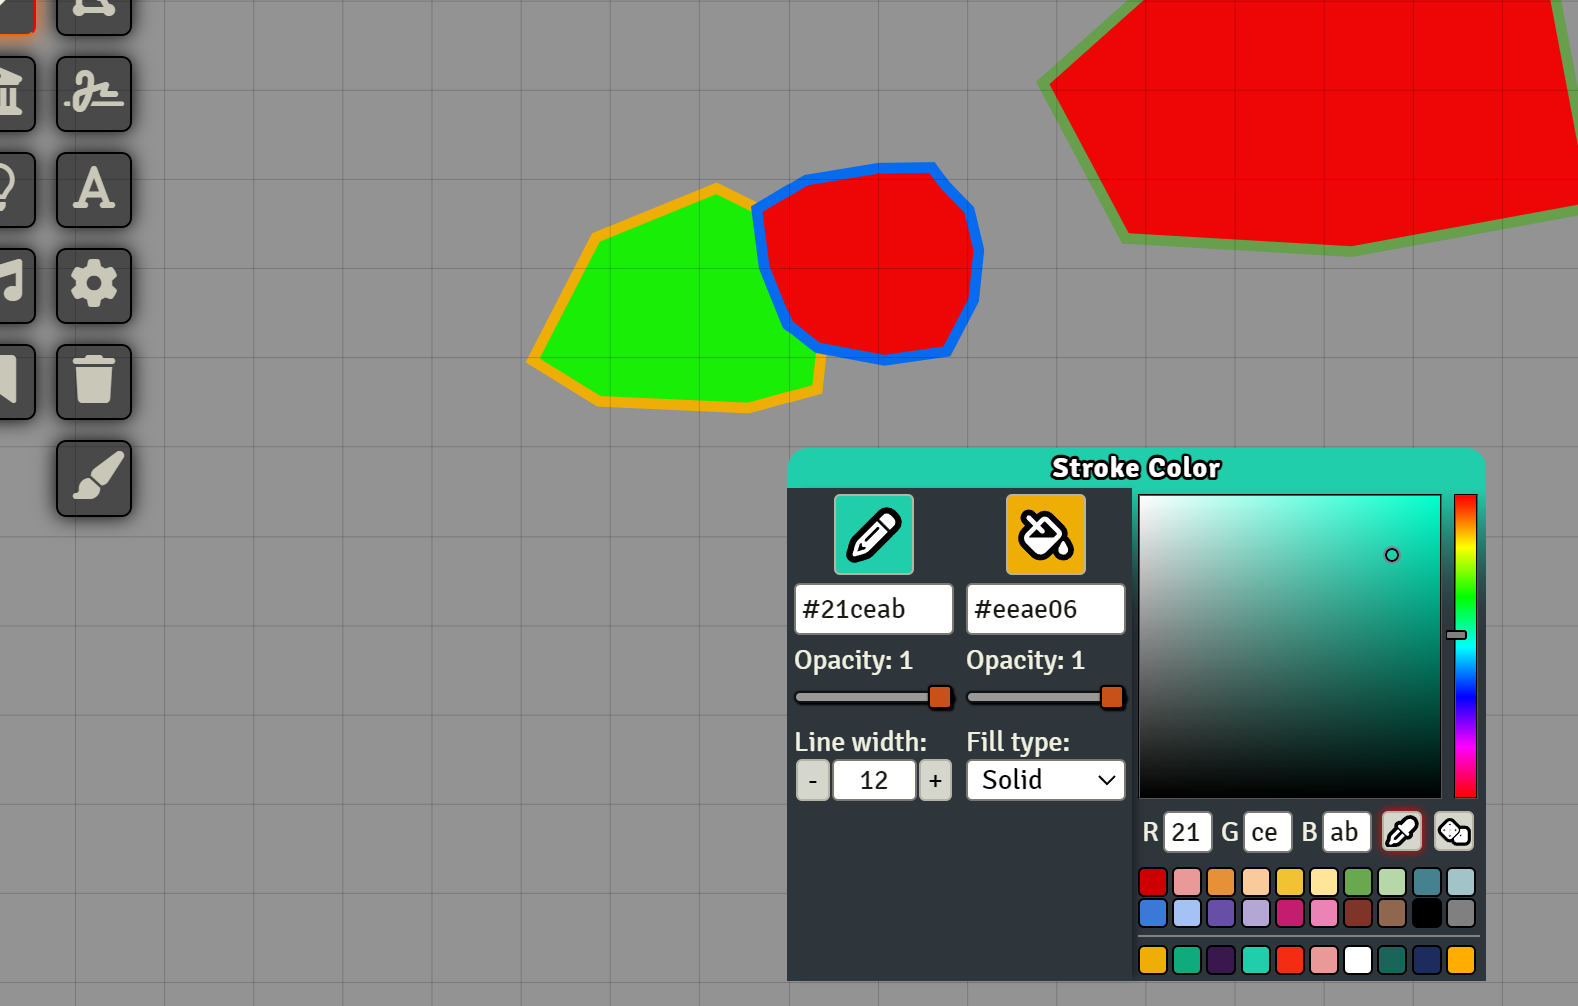 A
Stroke Color
#21ceab #eeae06
Opacity: 1 Opacity: 1
Line width: Fill type:
- 12 + Solid
R 21 G ce B ab